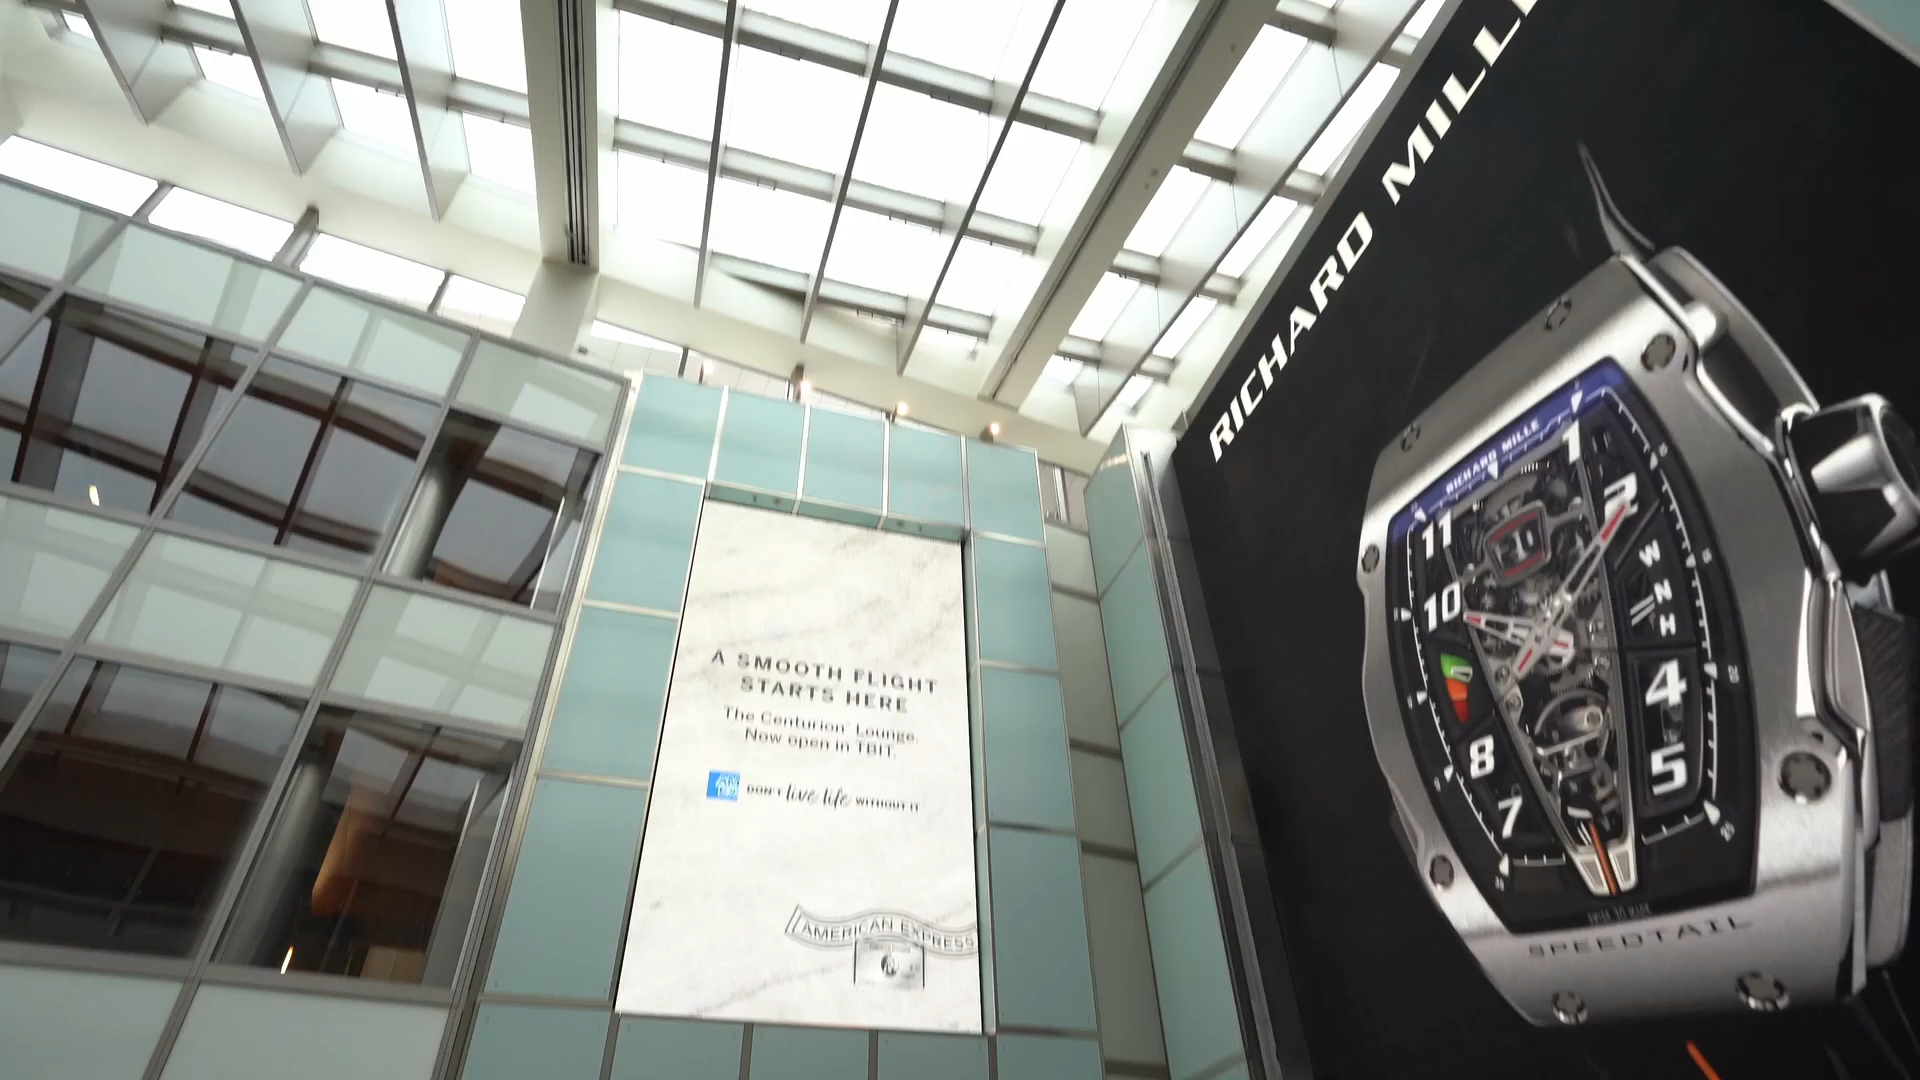 A SMOOTH FLIGHT
STARTS HERE
The Centurion Lounge.
Now open in TBIT.
DON'T live life WITHOUT IT
AMERICAN EXPRESS
RICHARD MILLE
RICHARD MILLE
11
1
2
10
W N H
4
8
5
7
SPEEDTAIL